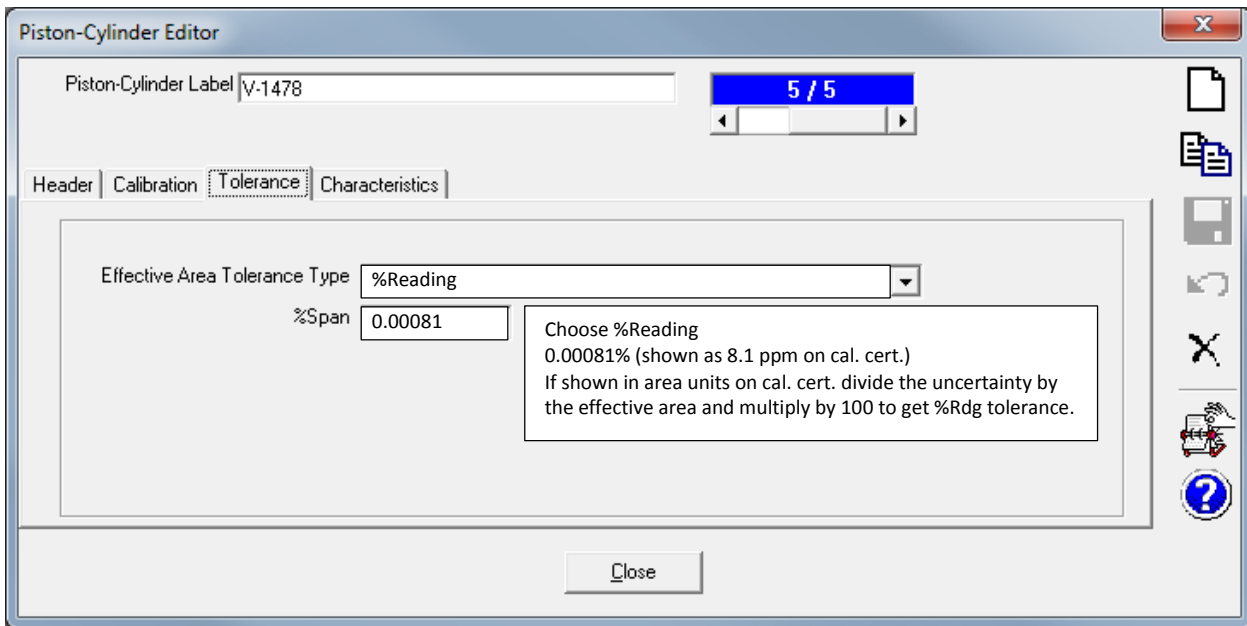 Piston-Cylinder Editor
x
Piston-Cylinder Label V-1478
5 / 5
Header Calibration Tolerance Characteristics
Effective Area Tolerance Type %Reading
%Span 0.00081
Choose %Reading
0.00081% (shown as 8.1 ppm on cal. cert.)
If shown in area units on cal. cert. divide the uncertainty by
the effective area and multiply by 100 to get %Rdg tolerance.
?
Close